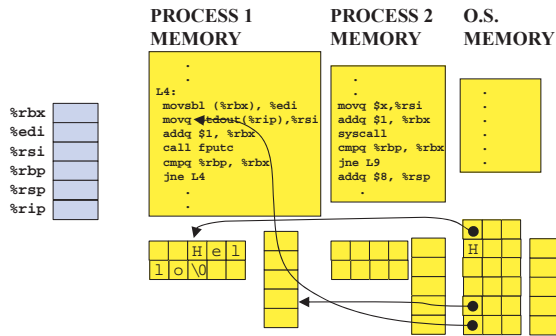 PROCESS 1 MEMORY
PROCESS 2 MEMORY
O.S. MEMORY
%rbx
%edi
%rsi
%rbp
%rsp
%rip
.
.
L4:
movsbl (%rbx), %edi
movq stdout(%rip),%rsi
addq $1, %rbx
call fputc
cmpq %rbp, %rbx
jne L4
.
.
.
.
movq $x,%rsi
addq $1, %rbx
syscall
cmpq %rbp, %rbx
jne L9
addq $8, %rsp
.
.
.
.
.
.
.
H e l
l o \0
H